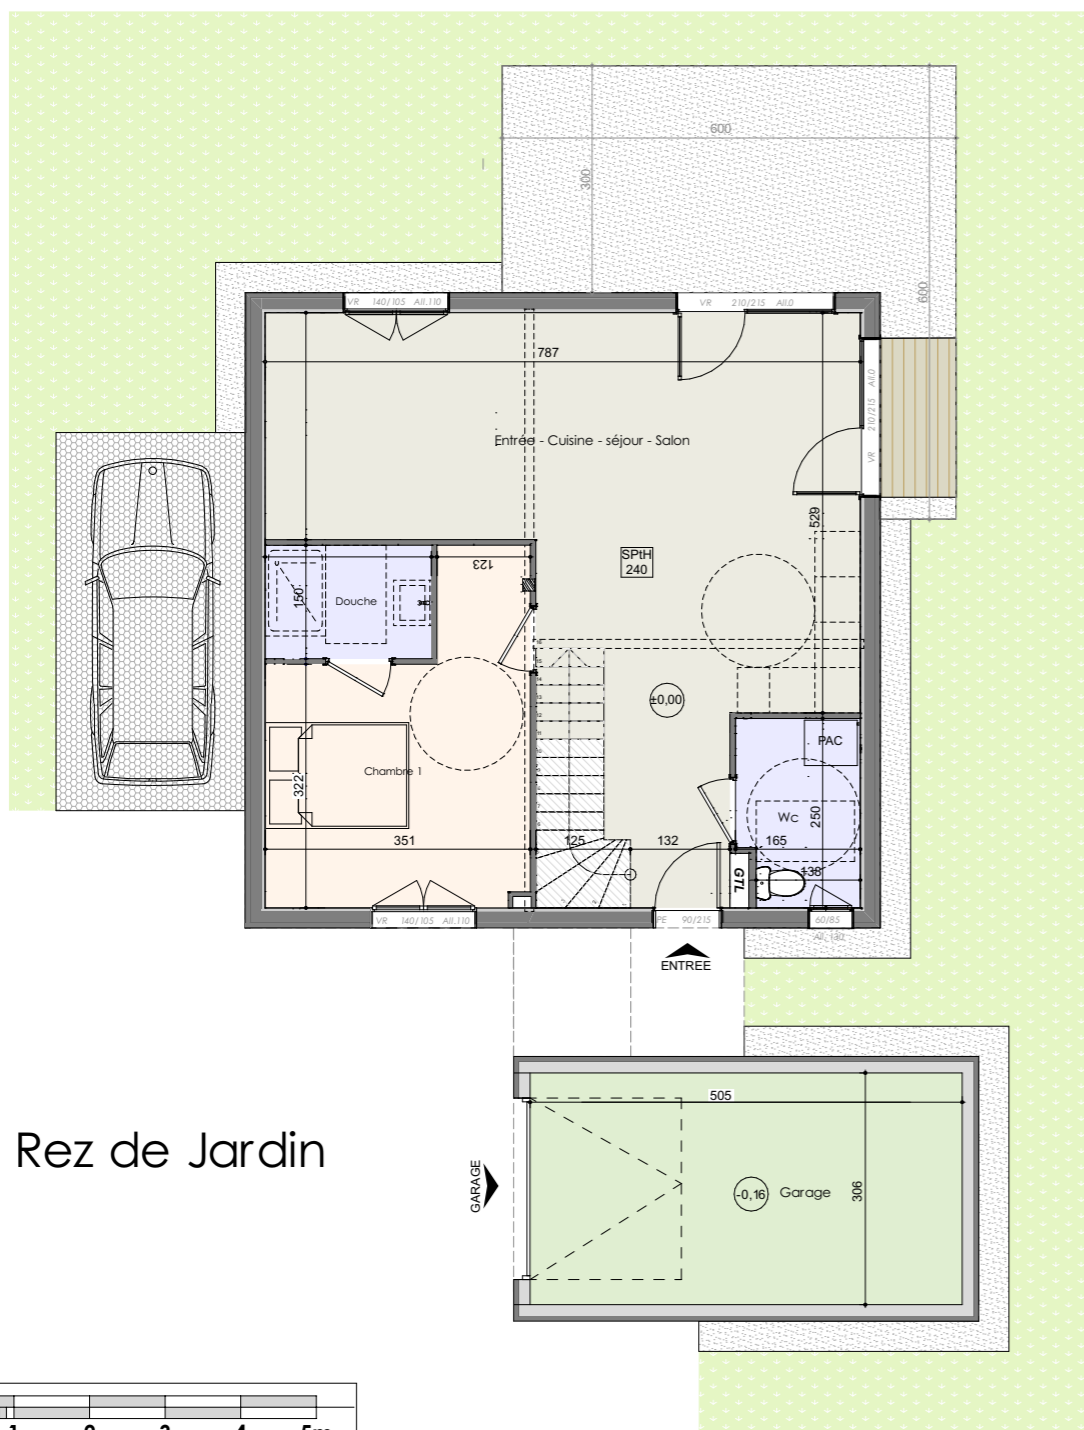 600
300
600
VR 140/105 All.110
VR 210/215 All.0
787
VR 210/215 All.0
Entrée - Cuisine - séjour - Salon
529
123
SPtH
240
150
Douche
±0,00
PAC
Chambre 1
322
Wc
250
351
125
132
165
138
GTL
VR 140/105 All.110
PE 90/215
60/85
All.130
ENTREE
505
Rez de Jardin
GARAGE
-0,16
Garage
306
1 2 3 4 5m